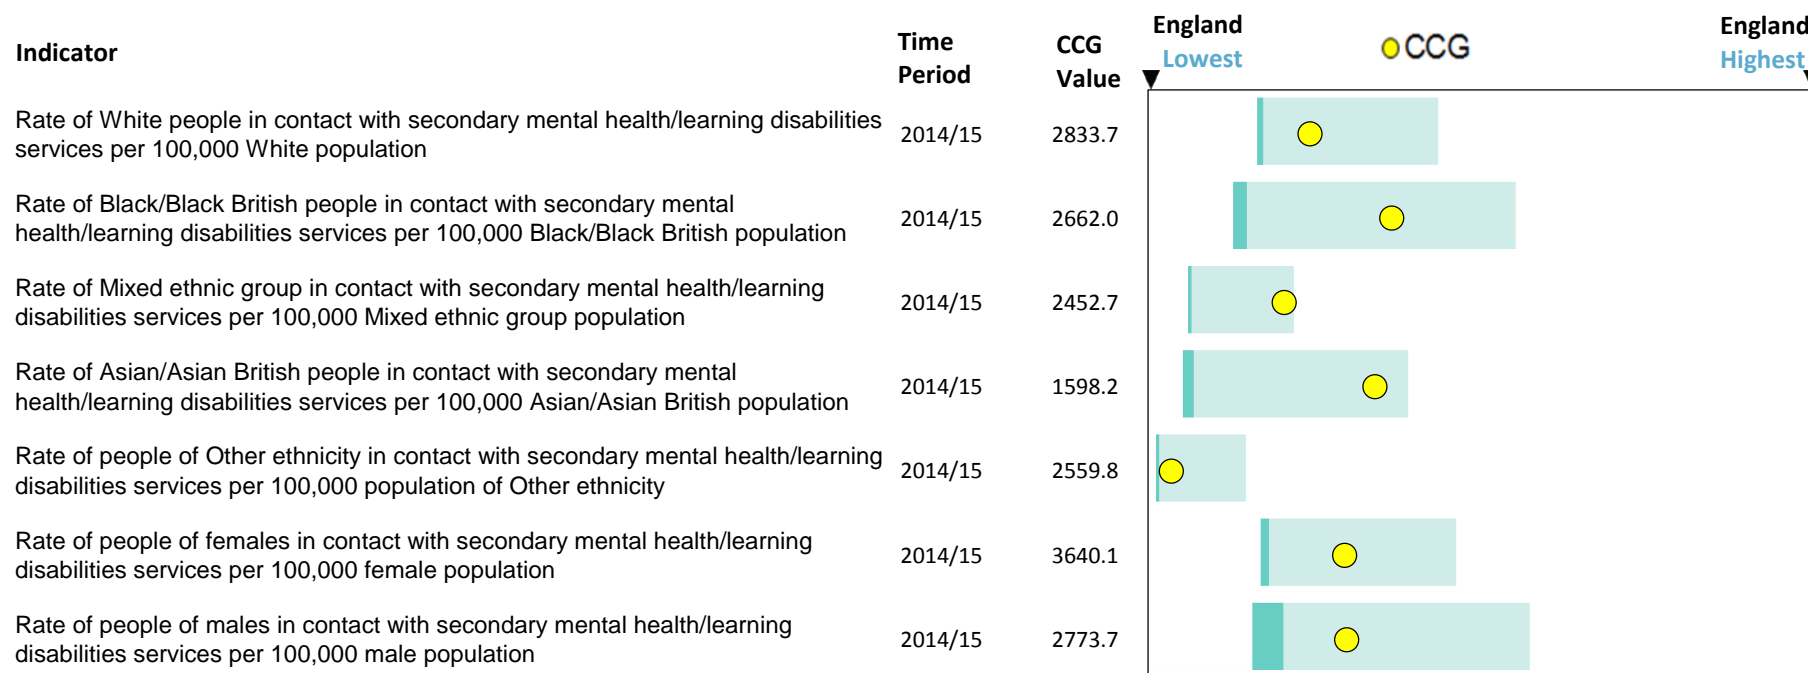 Indicator
Time Period
CCG Value
England Lowest
CCG
England Highest
Rate of White people in contact with secondary mental health/learning disabilities
services per 100,000 White population
2014/15
2833.7
Rate of Black/Black British people in contact with secondary mental
health/learning disabilities services per 100,000 Black/Black British population
2014/15
2662.0
Rate of Mixed ethnic group in contact with secondary mental health/learning
disabilities services per 100,000 Mixed ethnic group population
2014/15
2452.7
Rate of Asian/Asian British people in contact with secondary mental
health/learning disabilities services per 100,000 Asian/Asian British population
2014/15
1598.2
Rate of people of Other ethnicity in contact with secondary mental health/learning
disabilities services per 100,000 population of Other ethnicity
2014/15
2559.8
Rate of people of females in contact with secondary mental health/learning
disabilities services per 100,000 female population
2014/15
3640.1
Rate of people of males in contact with secondary mental health/learning
disabilities services per 100,000 male population
2014/15
2773.7